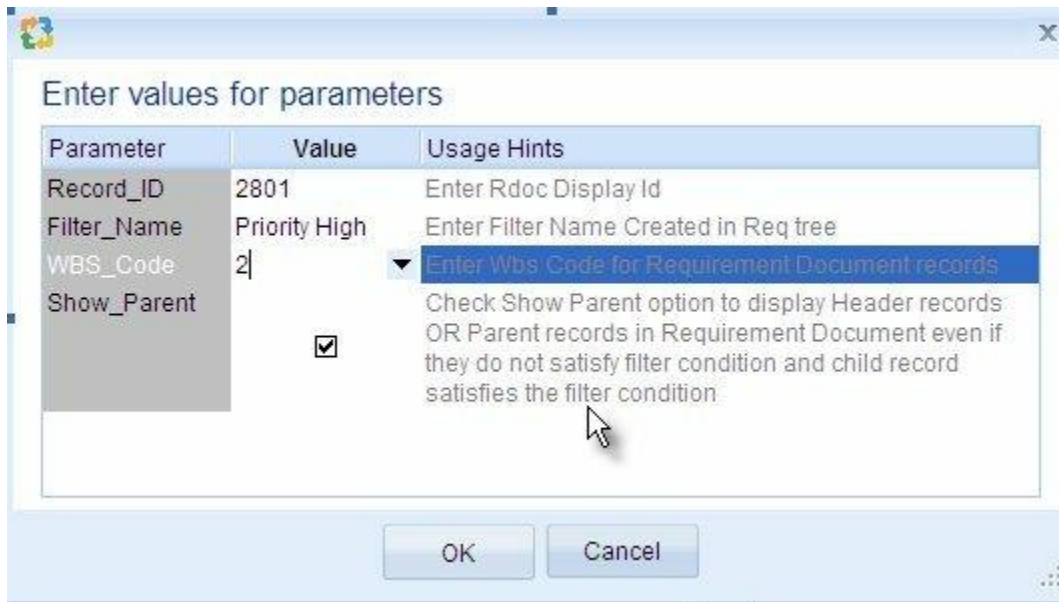 x
Enter values for parameters
Parameter Value Usage Hints
Record_ID 2801 Enter Rdoc Display Id
Filter_Name Priority High Enter Filter Name Created in Req tree
WBS_Code 2 Enter Wbs Code for Requirement Document records
Show_Parent Check Show Parent option to display Header records
OR Parent records in Requirement Document even if
they do not satisfy filter condition and child record
satisfies the filter condition
OK Cancel